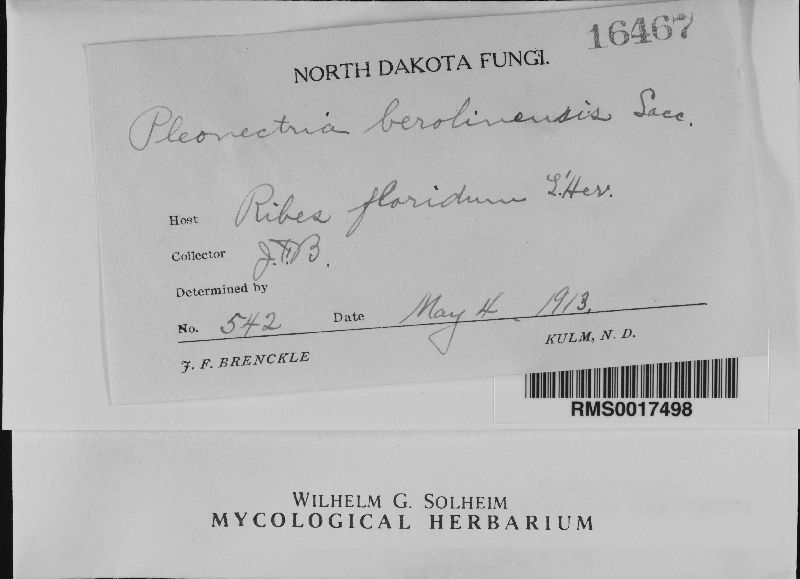 16467
NORTH DAKOTA FUNGI.
Pleonectria berolinensis Sacc.
Host Ribes floridum L'Her.
Collector J.F.B.
Determined by
No. 542 Date May 4 1913.
J. F. BRENCKLE KULM, N. D.
RMS0017498
WILHELM G. SOLHEIM
MYCOLOGICAL HERBARIUM